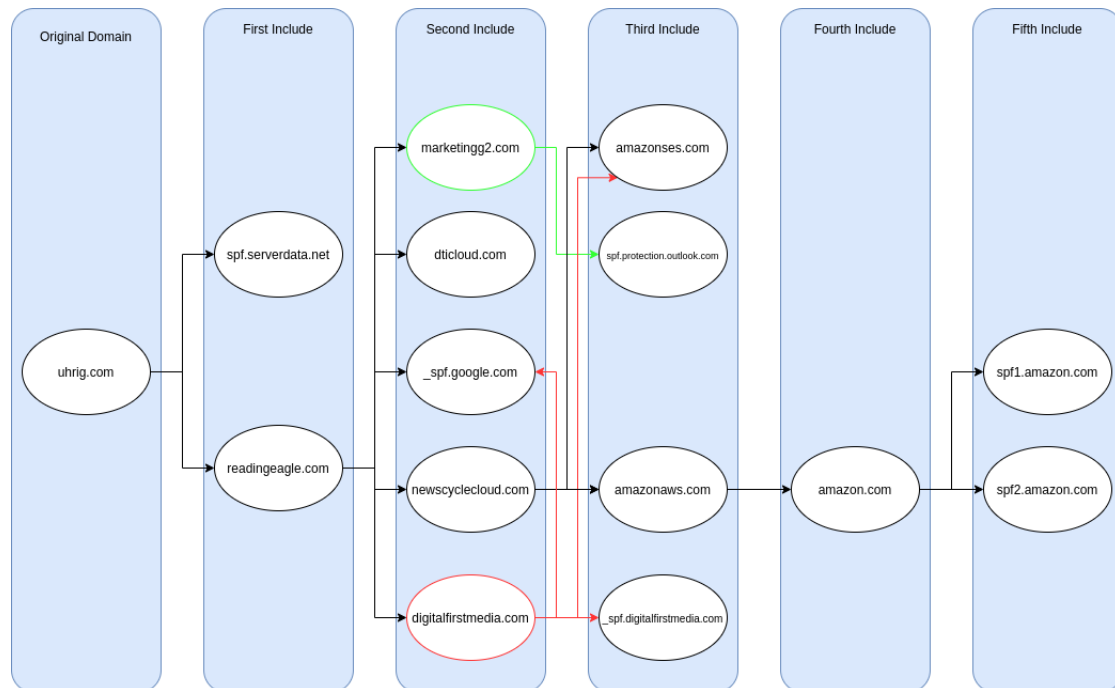 Original Domain
First Include
Second Include
Third Include
Fourth Include
Fifth Include
marketingg2.com
amazonses.com
spf.serverdata.net
dticloud.com
spf.protection.outlook.com
uhrig.com
_spf.google.com
spf1.amazon.com
readingeagle.com
newscyclecloud.com
amazonaws.com
amazon.com
spf2.amazon.com
digitalfirstmedia.com
_spf.digitalfirstmedia.com